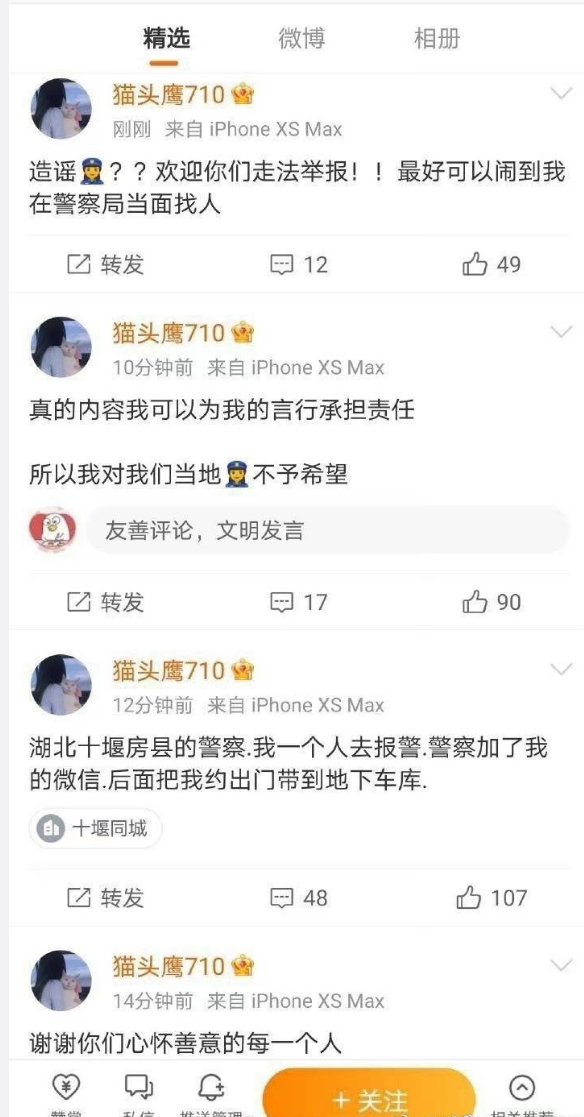 精选 微博 相册
猫头鹰710
刚刚 来自 iPhone XS Max
造谣👮‍♀️？？欢迎你们走法举报！！最好可以闹到我
在警察局当面找人
转发 12 49
猫头鹰710
10分钟前 来自 iPhone XS Max
真的内容我可以为我的言行承担责任
所以我对我们当地👮‍♀️不予希望
友善评论，文明发言
转发 17 90
猫头鹰710
12分钟前 来自 iPhone XS Max
湖北十堰房县的警察.我一个人去报警.警察加了我
的微信.后面把我约出门带到地下车库.
十堰同城
转发 48 107
猫头鹰710
14分钟前 来自 iPhone XS Max
谢谢你们心怀善意的每一个人
+ 关注